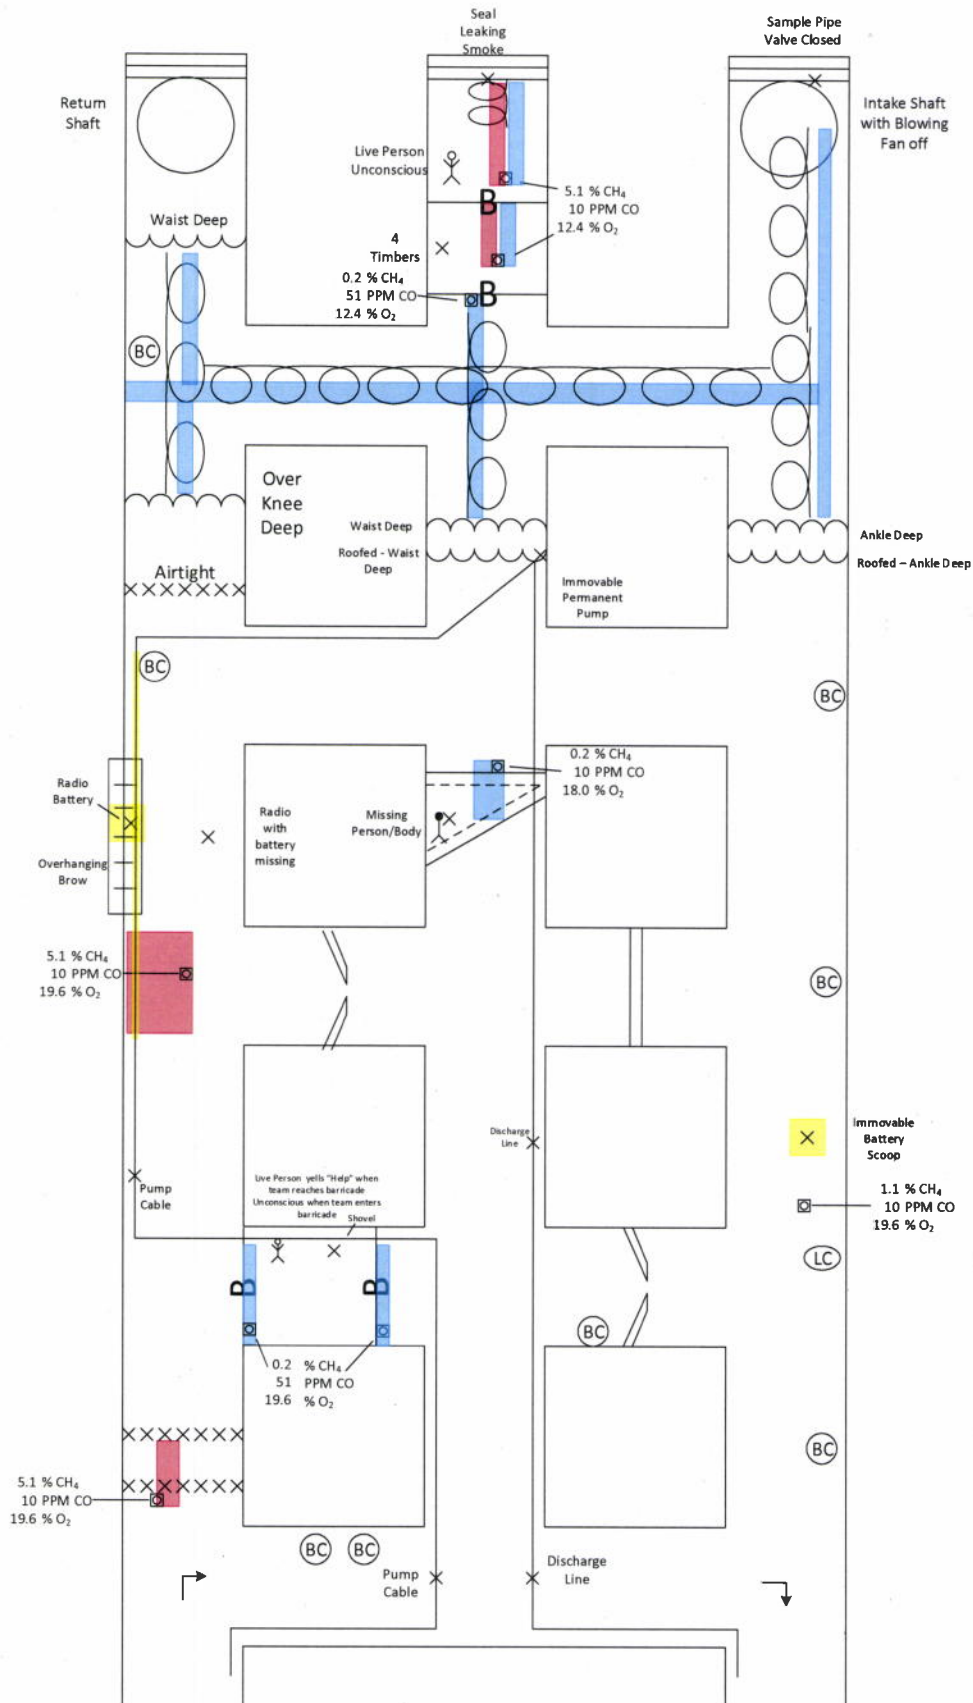 Seal
Leaking
Smoke
Sample Pipe
Valve Closed
Return
Shaft
Intake Shaft
with Blowing
Fan off
Live Person
Unconscious
5.1 % CH₄
10 PPM CO
12.4 % O₂
B
Waist Deep
4
Timbers
0.2 % CH₄
51 PPM CO
12.4 % O₂
B
BC
Over
Knee
Deep
Waist Deep
Roofed - Waist
Deep
Ankle Deep
Roofed – Ankle Deep
Airtight
Immovable
Permanent
Pump
BC
BC
0.2 % CH₄
10 PPM CO
18.0 % O₂
Radio
Battery
Radio
with
battery
missing
Missing
Person/Body
Overhanging
Brow
5.1 % CH₄
10 PPM CO
19.6 % O₂
BC
Immovable
Battery
Scoop
Discharge
Line
Pump
Cable
Live Person yells "Help" when
team reaches barricade
Unconscious when team enters
barricade
Shovel
1.1 % CH₄
10 PPM CO
19.6 % O₂
LC
B
B
BC
0.2 % CH₄
51 PPM CO
19.6 % O₂
BC
5.1 % CH₄
10 PPM CO
19.6 % O₂
BC
BC
Pump
Cable
Discharge
Line